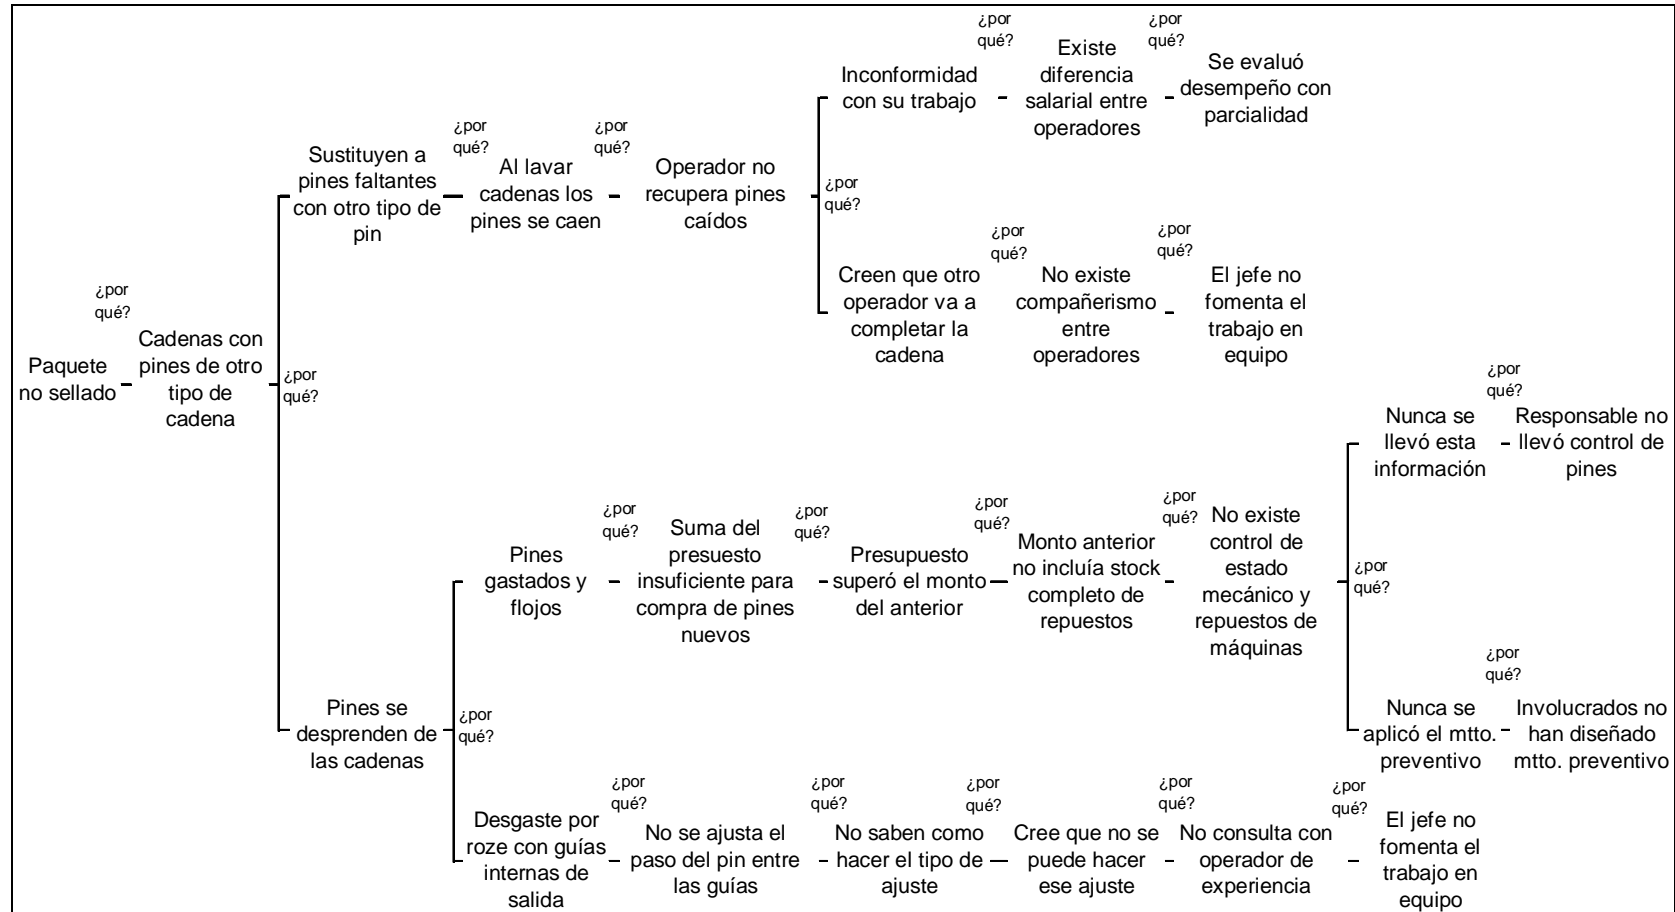 ¿por
qué?
Paquete
no sellado
Cadenas con
pines de otro
tipo de
cadena
¿por
qué?
Sustituyen a
pines faltantes
con otro tipo de
pin
¿por
qué?
Al lavar
cadenas los
pines se caen
¿por
qué?
Operador no
recupera pines
caídos
¿por
qué?
Inconformidad
con su trabajo
¿por
qué?
Existe
diferencia
salarial entre
operadores
¿por
qué?
Se evaluó
desempeño con
parcialidad
Creen que otro
operador va a
completar la
cadena
¿por
qué?
No existe
compañerismo
entre
operadores
¿por
qué?
El jefe no
fomenta el
trabajo en
equipo
Pines se
desprenden de
las cadenas
¿por
qué?
Pines
gastados y
flojos
¿por
qué?
Suma del
presuesto
insuficiente para
compra de pines
nuevos
¿por
qué?
Presupuesto
superó el monto
del anterior
¿por
qué?
Monto anterior
no incluía stock
completo de
repuestos
¿por
qué?
No existe
control de
estado
mecánico y
repuestos de
máquinas
¿por
qué?
Nunca se
llevó esta
información
¿por
qué?
Responsable no
llevó control de
pines
Nunca se
aplicó el mtto.
preventivo
¿por
qué?
Involucrados no
han diseñado
mtto. preventivo
Desgaste por
roze con guías
internas de
salida
¿por
qué?
No se ajusta el
paso del pin entre
las guías
¿por
qué?
No saben como
hacer el tipo de
ajuste
¿por
qué?
Cree que no se
puede hacer
ese ajuste
¿por
qué?
No consulta con
operador de
experiencia
¿por
qué?
El jefe no
fomenta el
trabajo en
equipo